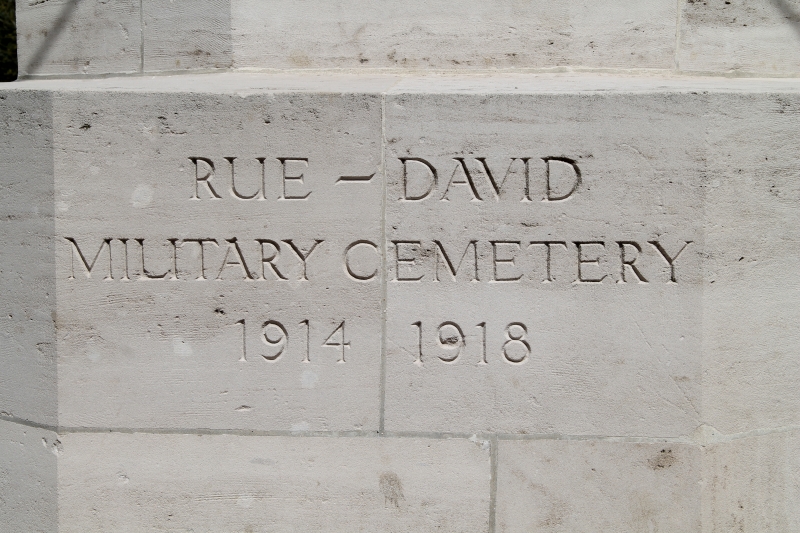 RUE – DAVID
MILITARY CEMETERY
1914 1918